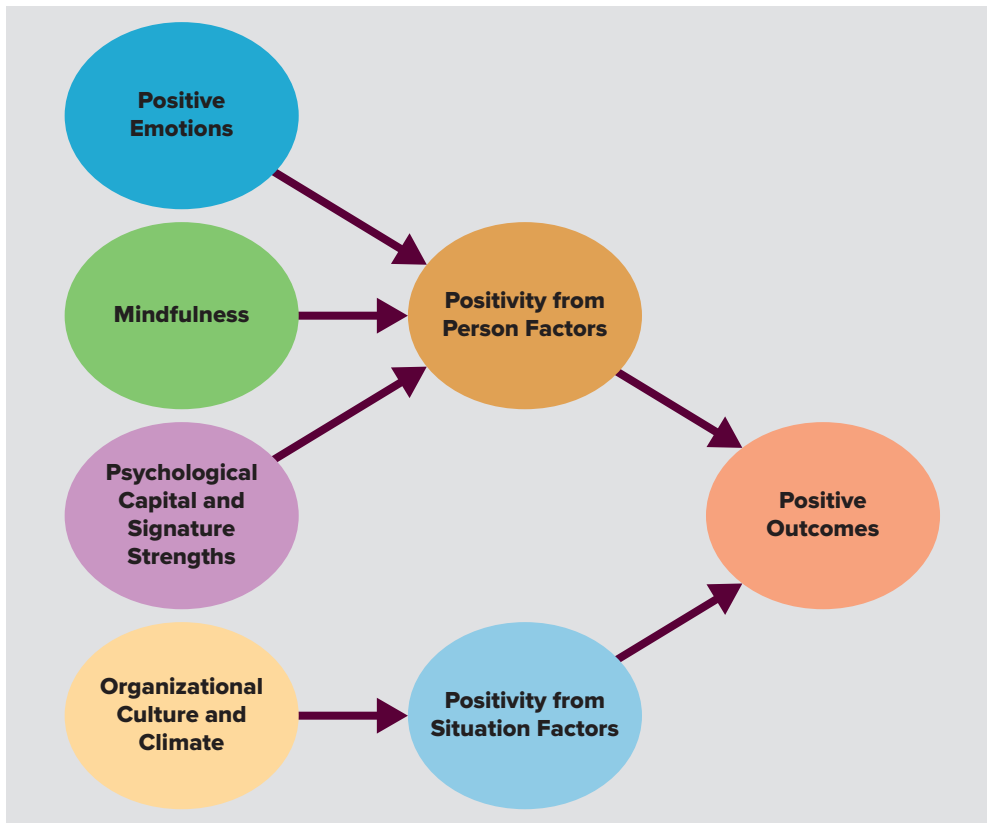 Positive
Emotions
Mindfulness
Positivity from
Person Factors
Psychological
Capital and
Signature
Strengths
Positive
Outcomes
Organizational
Culture and
Climate
Positivity from
Situation Factors